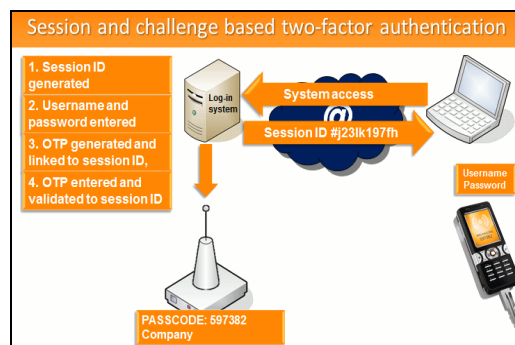 Session and challenge based two-factor authentication
1. Session ID
generated
2. Username and
password entered
3. OTP generated and
linked to session ID,
4. OTP entered and
validated to session ID
Log-in
system
System access
@
Session ID #j23lk197fh
Username
Password
PASSCODE: 597382
Company